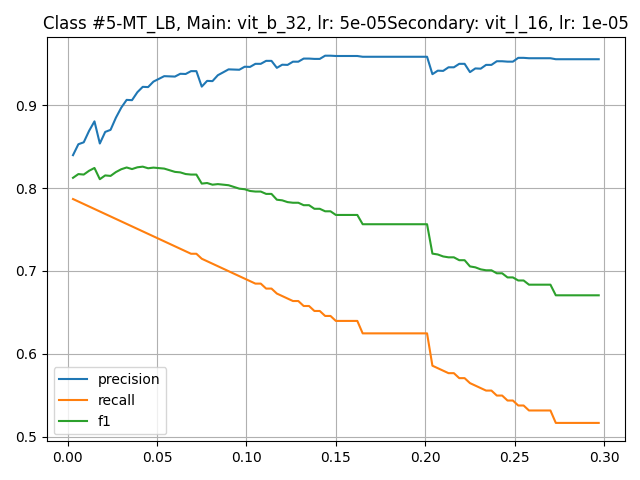 Class #5-MT_LB, Main: vit_b_32, lr: 5e-05Secondary: vit_l_16, lr: 1e-05
0.9
0.8
0.7
0.6
0.5
precision
recall
f1
0.00 0.05 0.10 0.15 0.20 0.25 0.30